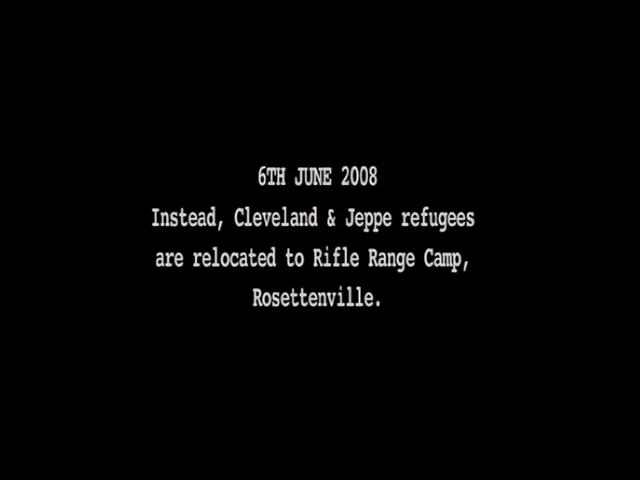 6TH JUNE 2008
Instead, Cleveland & Jeppe refugees
are relocated to Rifle Range Camp,
Rosettenville.